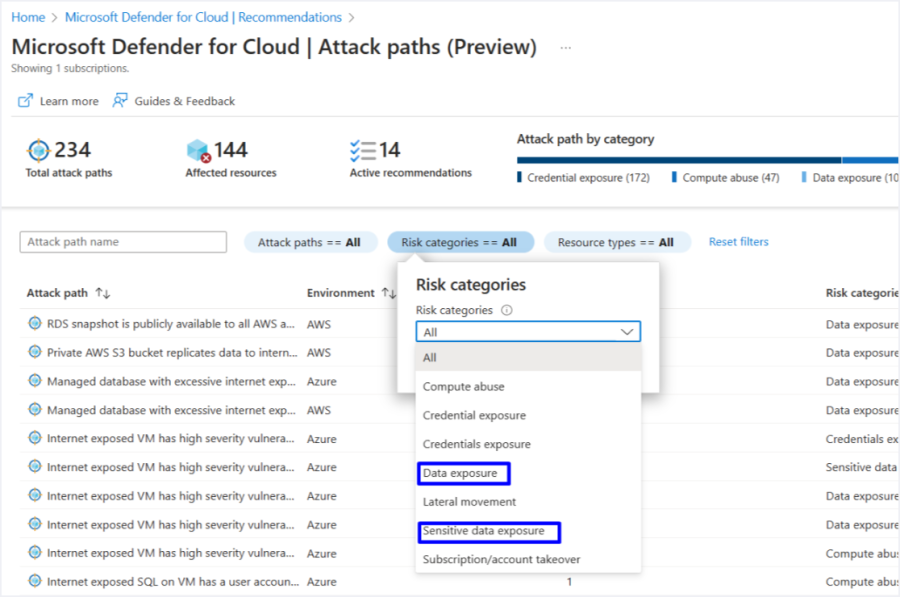 Home > Microsoft Defender for Cloud | Recommendations >
Microsoft Defender for Cloud | Attack paths (Preview) ...
Showing 1 subscriptions.
Learn more Guides & Feedback
234 144 14
Total attack paths Affected resources Active recommendations
Attack path by category
Credential exposure (172) Compute abuse (47) Data exposure (10
Attack path name Attack paths == All Risk categories == All Resource types == All Reset filters
Attack path ↑↓ Environment ↑↓ Risk categorie
RDS snapshot is publicly available to all AWS a... AWS Data exposure
Private AWS S3 bucket replicates data to intern... AWS Data exposure
Managed database with excessive internet exp... Azure Data exposure
Managed database with excessive internet exp... AWS Data exposure
Internet exposed VM has high severity vulnera... Azure Credentials ex
Internet exposed VM has high severity vulnera... Azure Sensitive data
Internet exposed VM has high severity vulnera... Azure Data exposure
Internet exposed VM has high severity vulnera... Azure Data exposure
Internet exposed VM has high severity vulnera... Azure Compute abu
Internet exposed SQL on VM has a user accoun... Azure 1 Compute abu
Risk categories
Risk categories
All
All
Compute abuse
Credential exposure
Credentials exposure
Data exposure
Lateral movement
Sensitive data exposure
Subscription/account takeover